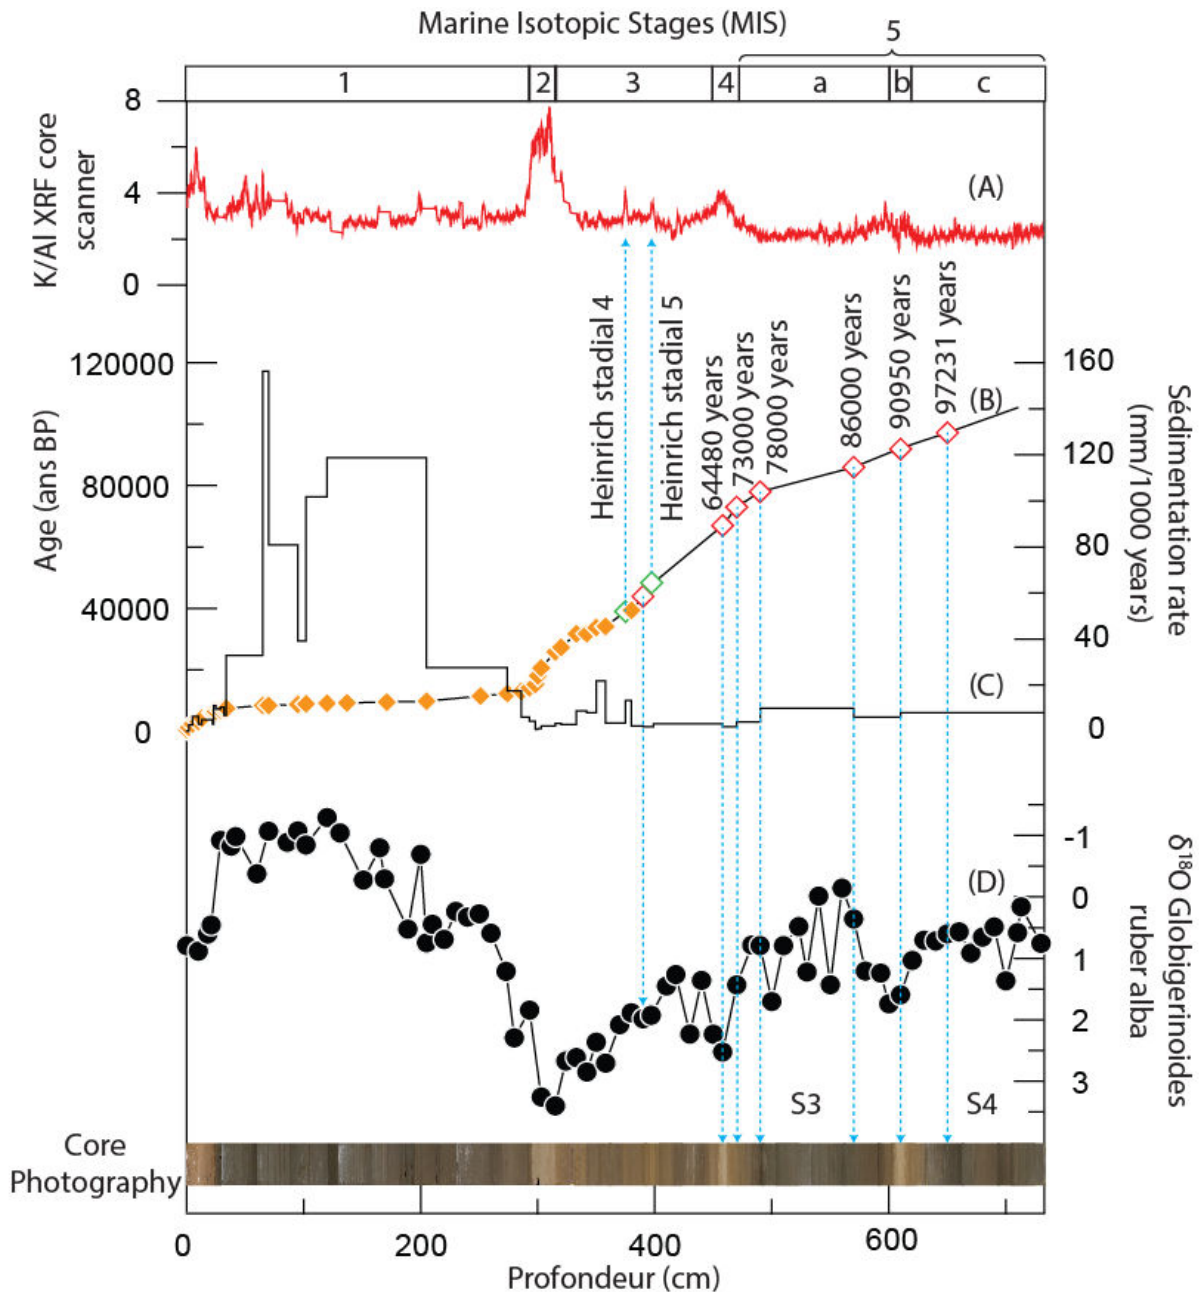 Marine Isotopic Stages (MIS)
5
1
2
3
4
a
b
c
K/Al XRF core
scanner
8
4
0
(A)
Heinrich stadial 4
Heinrich stadial 5
64480 years
73000 years
78000 years
86000 years
90950 years
97231 years
(B)
Age (ans BP)
120000
80000
40000
0
160
120
80
40
0
Sédimentation rate
(mm/1000 years)
(C)
-1
0
1
2
3
δ18O Globigerinoides
ruber alba
(D)
S3
S4
Core
Photography
0
200
400
600
Profondeur (cm)